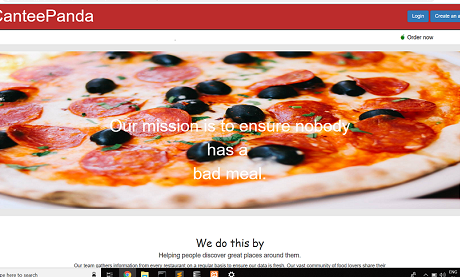 CanteePanda
Login
Create an a
Order now
Our mission is to ensure nobody
has a
bad meal.
We do this by
Helping people discover great places around them.
Our team gathers information from every restaurant on a regular basis to ensure our data is fresh. Our vast community of food lovers share their
pe here to search
ENG